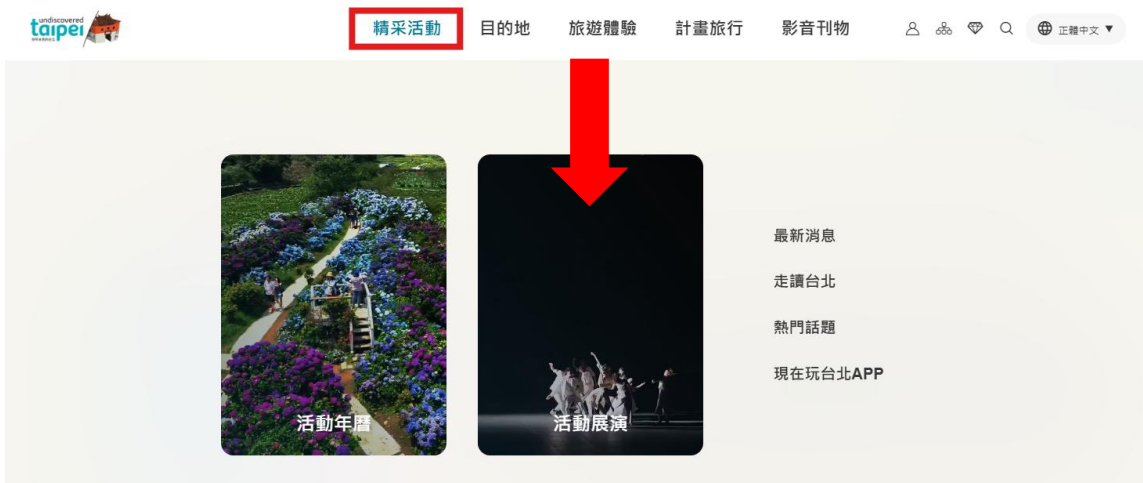 undiscovered
taipei
精采活動
目的地
旅遊體驗
計畫旅行
影音刊物
正體中文 ▼
最新消息
走讀台北
熱門話題
現在玩台北APP
活動年曆
活動展演